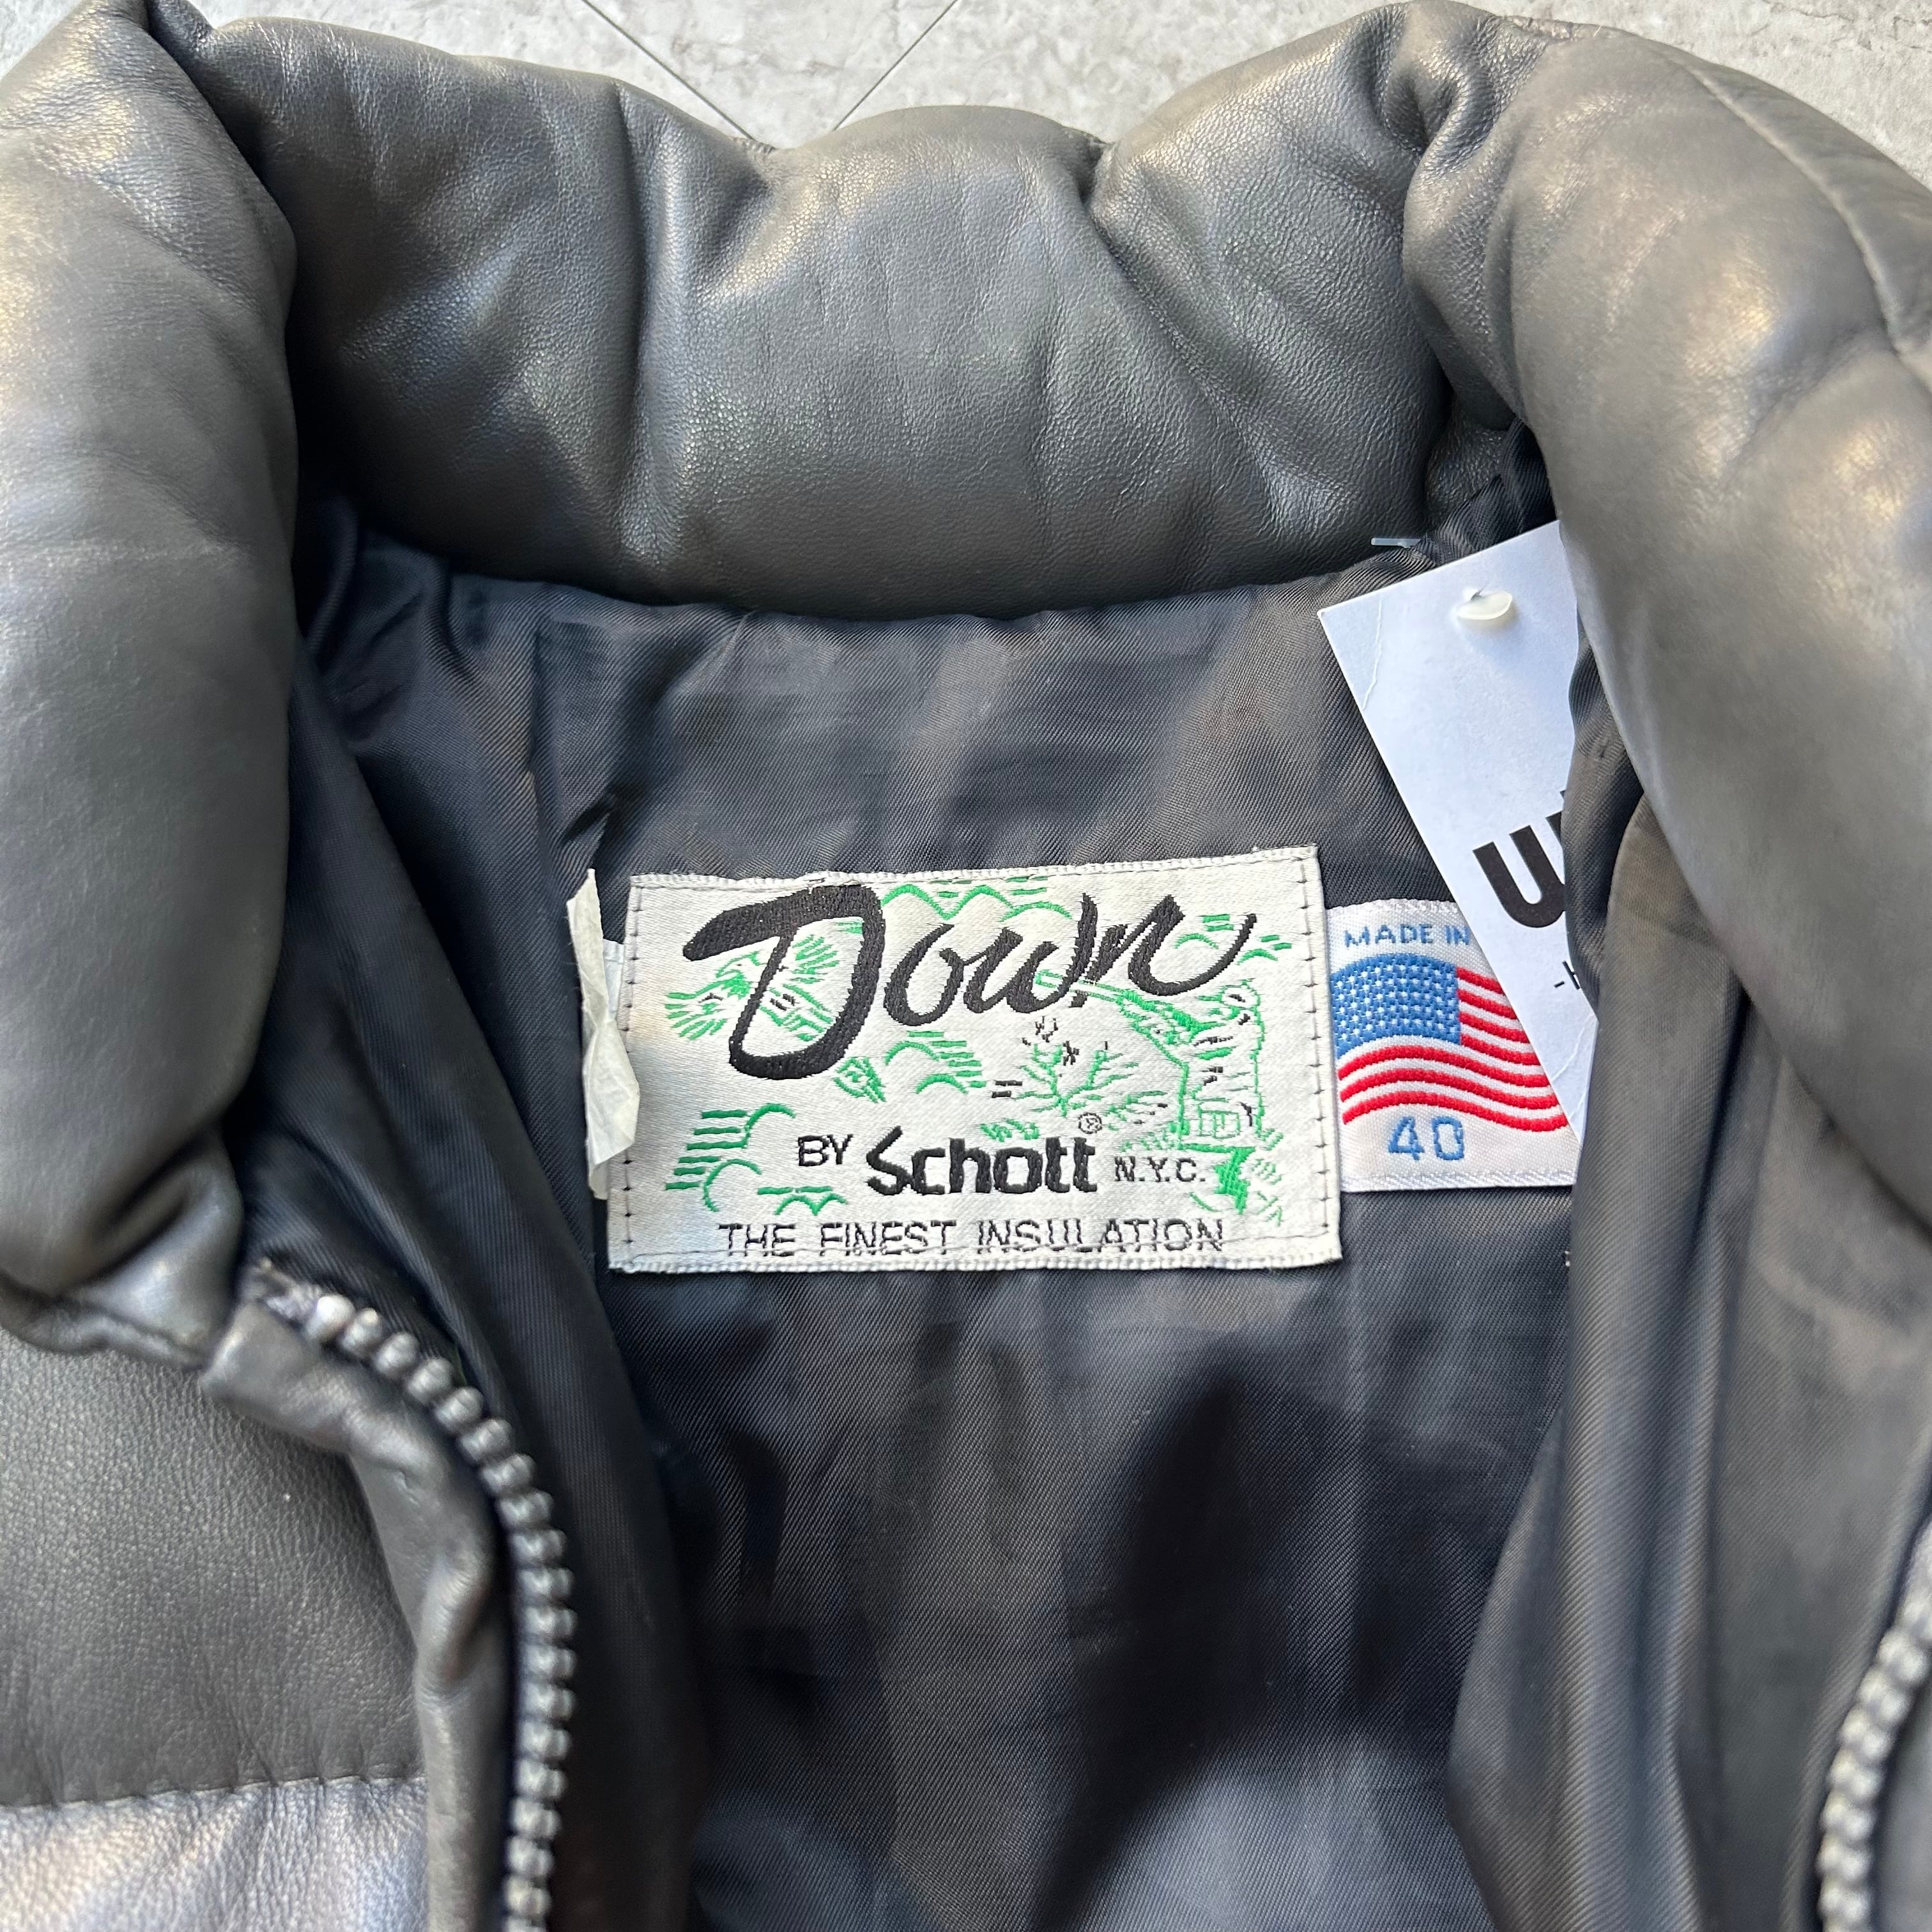 Down
BY Schott® N.Y.C.
THE FINEST INSULATION
MADE IN
40